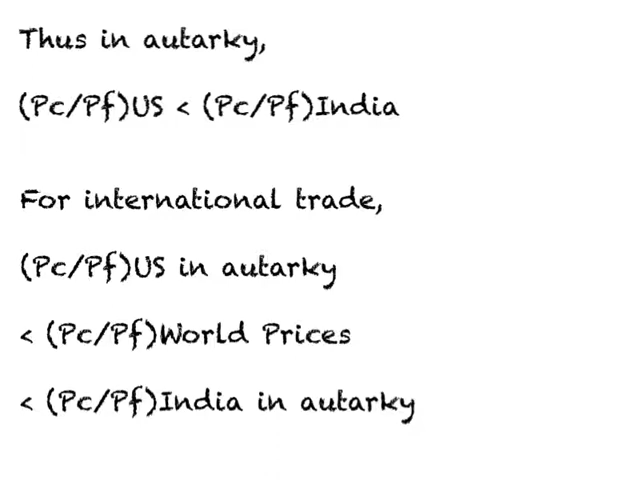 Thus in autarky,
(Pc/Pf)US < (Pc/Pf)India
For international trade,
(Pc/Pf)US in autarky
< (Pc/Pf)World Prices
< (Pc/Pf)India in autarky